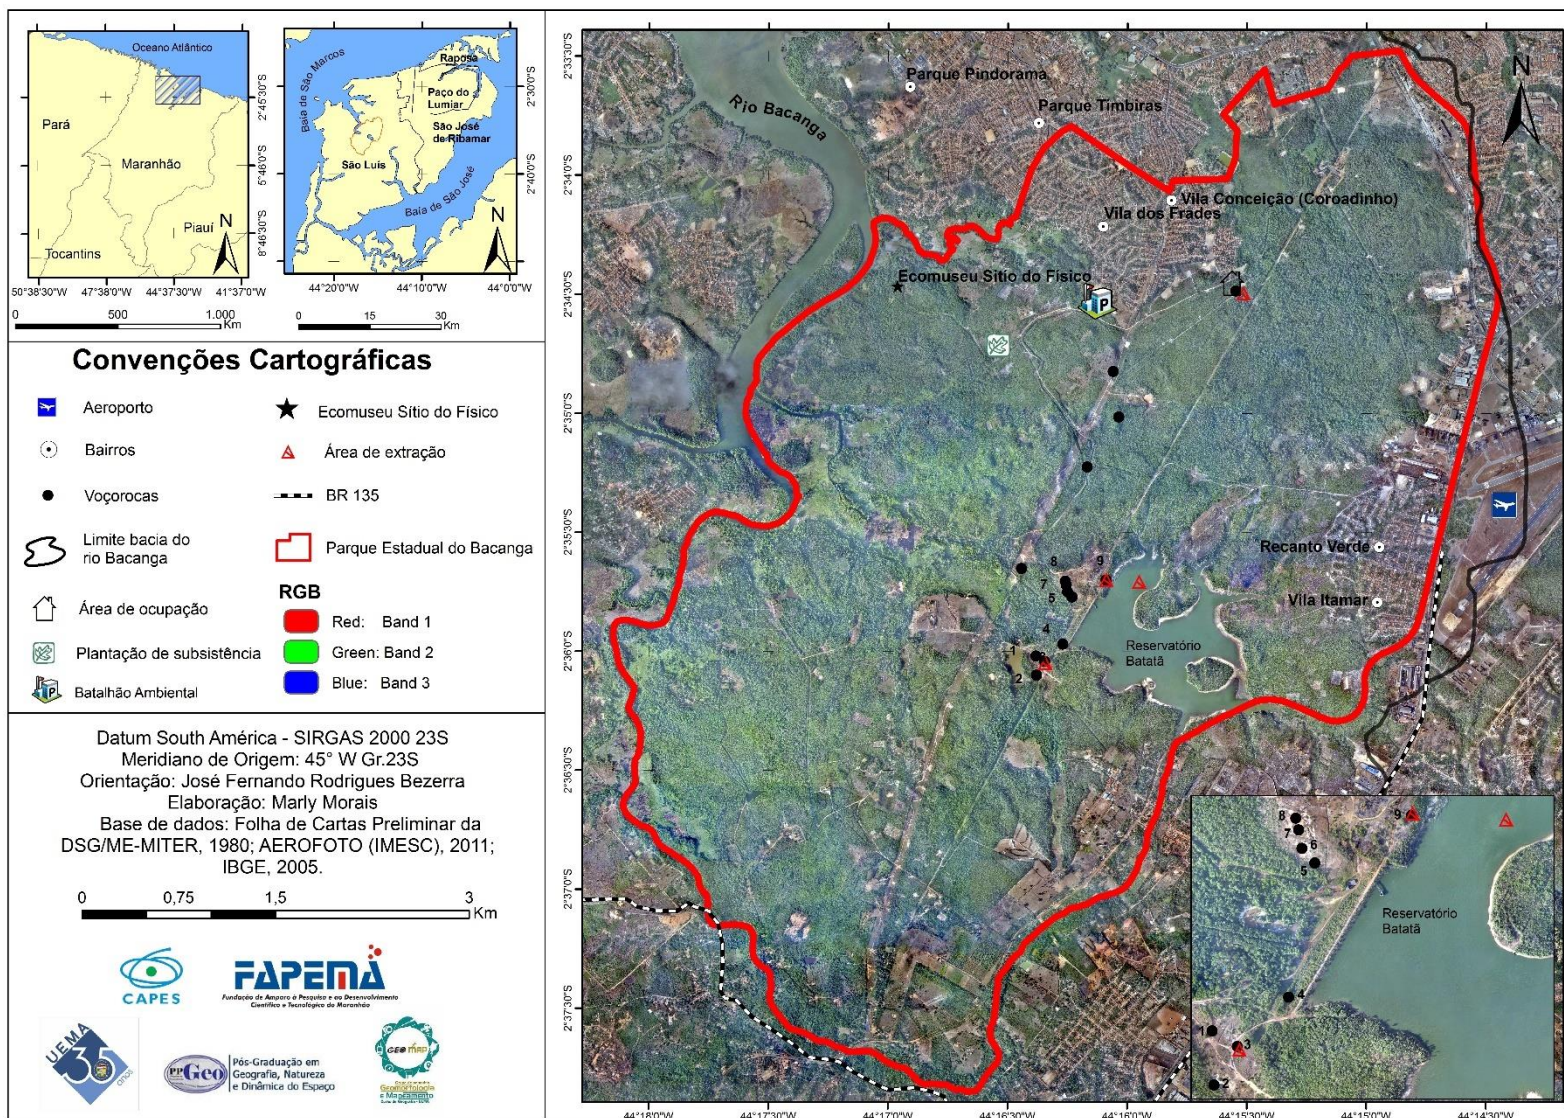 Oceano Atlântico
Pará
Maranhão
Piauí
Tocantins
N
2°45'30"S
5°46'0"S
8°46'30"S
50°38'30"W 47°38'0"W 44°37'30"W 41°37'0"W
0 500 1.000
Km
Baía de São Marcos
Raposa
Paço do
Lumiar
São José
de Ribamar
São Luís
Baía de São José
N
2°30'0"S
2°40'0"S
44°20'0"W 44°10'0"W 44°0'0"W
0 15 30
Km
Convenções Cartográficas
Aeroporto
Ecomuseu Sítio do Físico
Bairros
Área de extração
Voçorocas
BR 135
Limite bacia do
rio Bacanga
Parque Estadual do Bacanga
Área de ocupação
RGB
Red: Band 1
Plantação de subsistência
Green: Band 2
Batalhão Ambiental
Blue: Band 3
Datum South América - SIRGAS 2000 23S
Meridiano de Origem: 45° W Gr.23S
Orientação: José Fernando Rodrigues Bezerra
Elaboração: Marly Morais
Base de dados: Folha de Cartas Preliminar da
DSG/ME-MITER, 1980; AEROFOTO (IMESC), 2011;
IBGE, 2005.
0 0,75 1,5 3
Km
CAPES
FAPEMA
Fundação de Amparo à Pesquisa e ao Desenvolvimento
Científico e Tecnológico do Maranhão
UEMA
35
anos
PPGeo
Pós-Graduação em
Geografia, Natureza
e Dinâmica do Espaço
GEOMAP
Geomorfologia
e Mapeamento
2°33'30"S
2°34'0"S
2°34'30"S
2°35'0"S
2°35'30"S
2°36'0"S
2°36'30"S
2°37'0"S
2°37'30"S
Parque Pindorama
Rio Bacanga
Parque Timbiras
N
Vila Conceição (Coroadinho)
Vila dos Frades
Ecomuseu Sítio do Físico
P
Recanto Verde
8
9
7
5
Vila Itamar
4
1
3
2
Reservatório
Batatã
8
7
6
5
9
Reservatório
Batatã
4
1
3
2
44°18'0"W 44°17'30"W 44°17'0"W 44°16'30"W 44°16'0"W 44°15'30"W 44°15'0"W 44°14'30"W